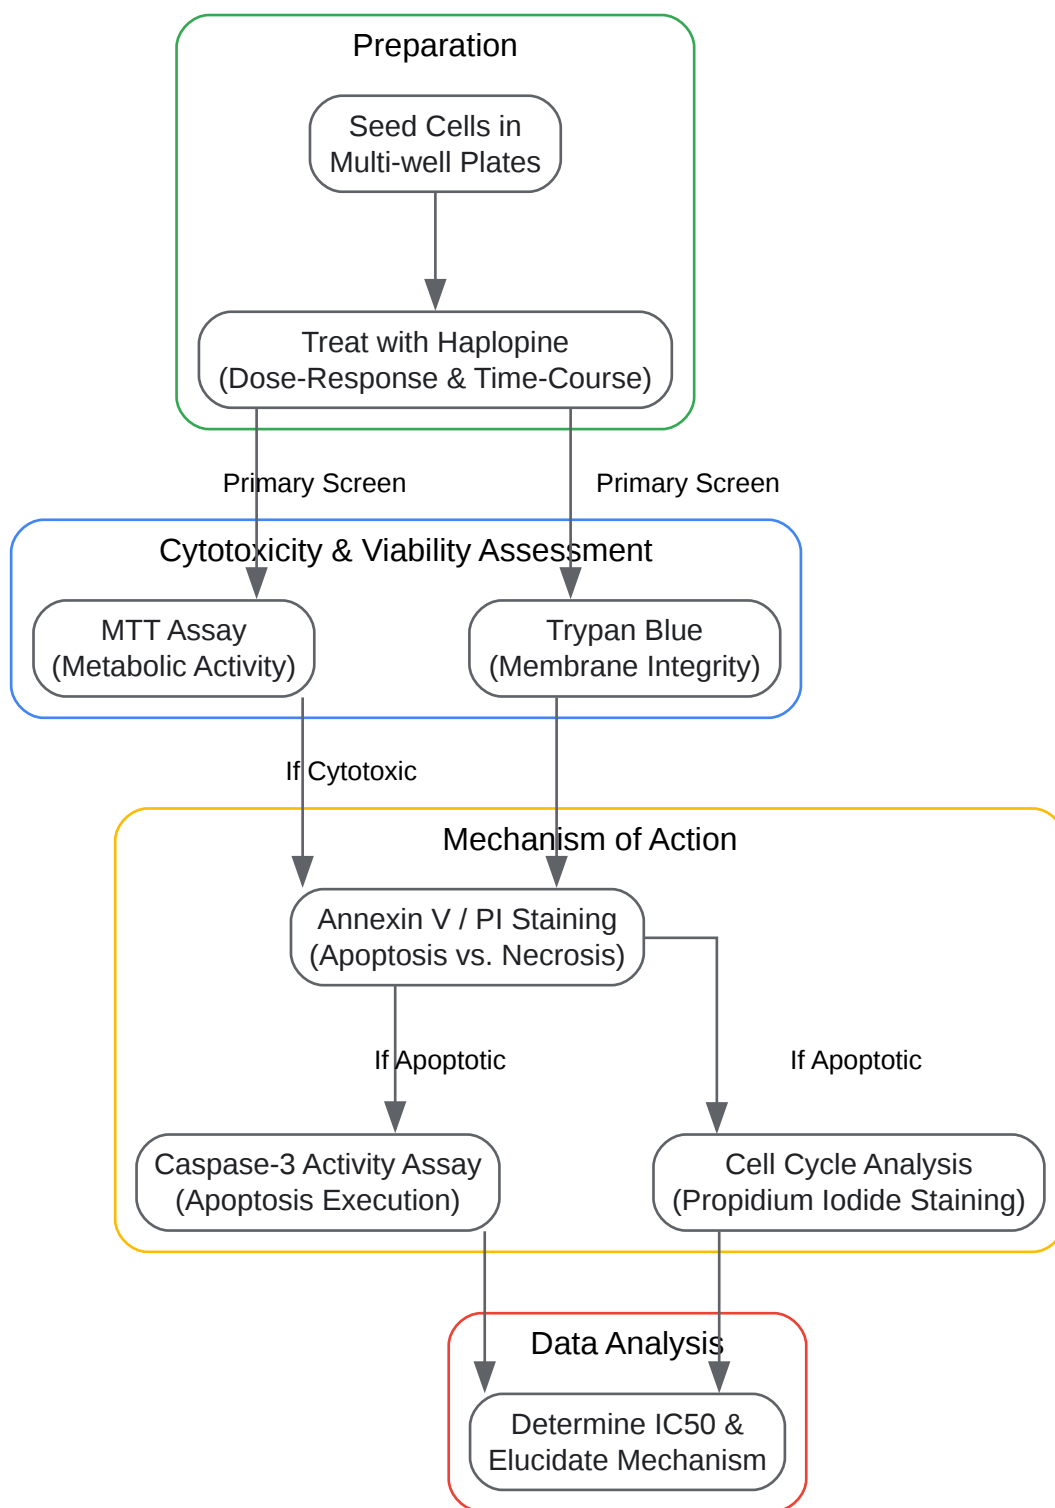 Preparation
Seed Cells in
Multi-well Plates
Treat with Haplopine
(Dose-Response & Time-Course)
Primary Screen
Primary Screen
Cytotoxicity & Viability Assessment
MTT Assay
(Metabolic Activity)
Trypan Blue
(Membrane Integrity)
If Cytotoxic
Mechanism of Action
Annexin V / PI Staining
(Apoptosis vs. Necrosis)
If Apoptotic
If Apoptotic
Caspase-3 Activity Assay
(Apoptosis Execution)
Cell Cycle Analysis
(Propidium Iodide Staining)
Data Analysis
Determine IC50 &
Elucidate Mechanism